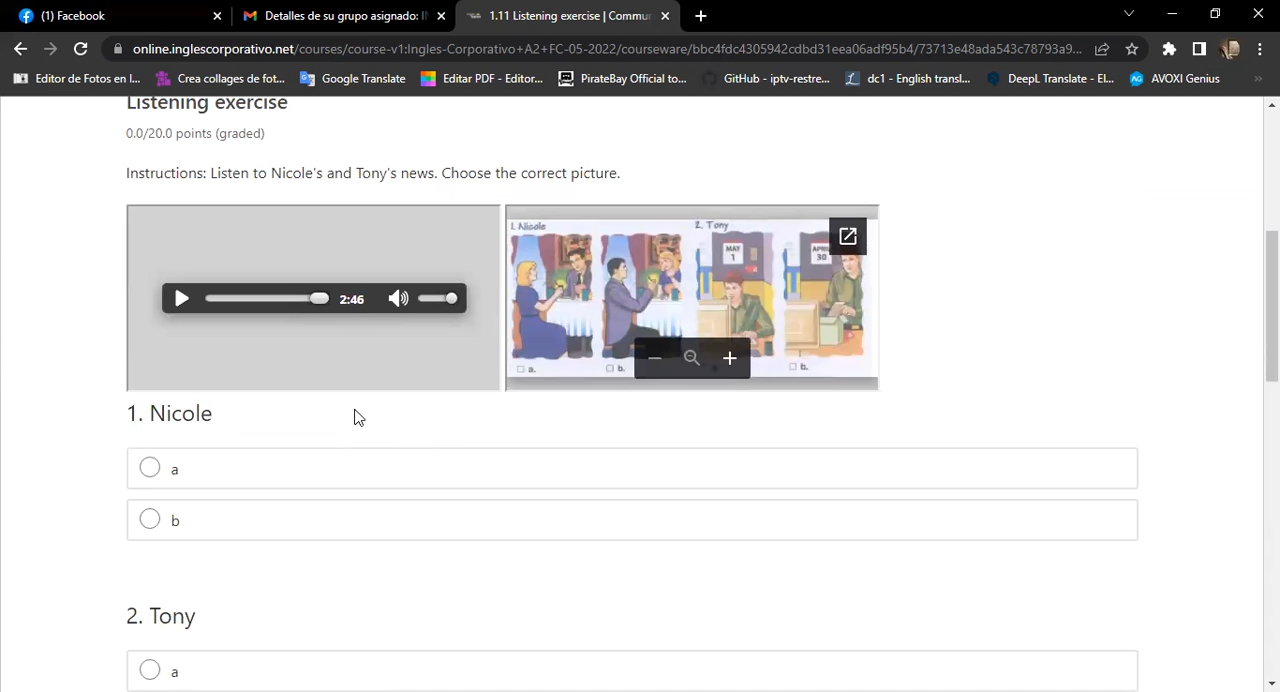 (1) Facebook
Detalles de su grupo asignado: I
1.11 Listening exercise | Commu
online.inglescorporativo.net/courses/course-v1:Ingles-Corporativo+A2+FC-05-2022/courseware/bbc4fdc4305942cdbd31eea06adf95b4/73713e48ada543c78793a9...
Editor de Fotos en l...
Crea collages de fot...
Google Translate
Editar PDF - Editor...
PirateBay Official to...
GitHub - iptv-restre...
dc1 - English transl...
DeepL Translate - El...
AVOXI Genius
»
Listening exercise
0.0/20.0 points (graded)
Instructions: Listen to Nicole's and Tony's news. Choose the correct picture.
2:46
1. Nicole
2. Tony
MAY
1
30
a.
b.
b.
1. Nicole
a
b
2. Tony
a